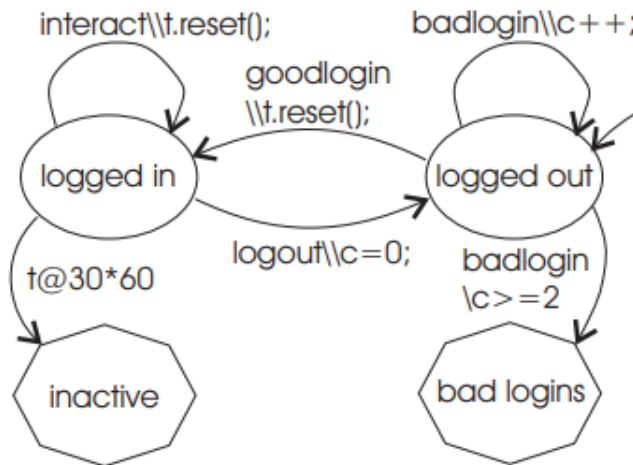 interact\\t.reset();
badlogin\\c++;
goodlogin
\\t.reset();
logged in
logged out
logout\\c=0;
t@30*60
badlogin
\c>=2
inactive
bad logins